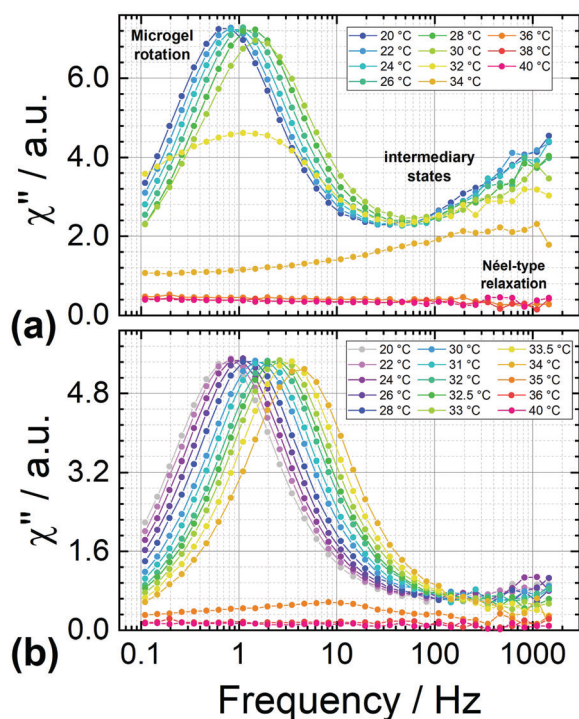 Microgel
rotation
20 °C 28 °C 36 °C
22 °C 30 °C 38 °C
24 °C 32 °C 40 °C
26 °C 34 °C
intermediary
states
Néel-type
relaxation
χ" / a.u.
6.0
4.0
2.0
0.0
(a)
20 °C 30 °C 33.5 °C
22 °C 31 °C 34 °C
24 °C 32 °C 35 °C
26 °C 32.5 °C 36 °C
28 °C 33 °C 40 °C
χ" / a.u.
4.8
3.2
1.6
0.0
(b)
0.1 1 10 100 1000
Frequency / Hz